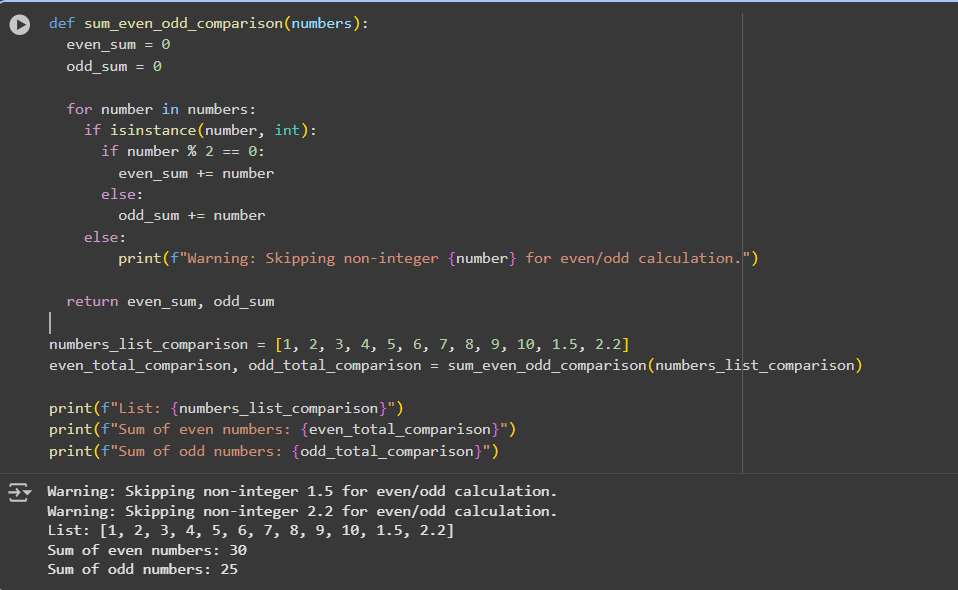 def sum_even_odd_comparison(numbers):
  even_sum = 0
  odd_sum = 0

  for number in numbers:
    if isinstance(number, int):
      if number % 2 == 0:
        even_sum += number
      else:
        odd_sum += number
    else:
        print(f"Warning: Skipping non-integer {number} for even/odd calculation.")

  return even_sum, odd_sum

numbers_list_comparison = [1, 2, 3, 4, 5, 6, 7, 8, 9, 10, 1.5, 2.2]
even_total_comparison, odd_total_comparison = sum_even_odd_comparison(numbers_list_comparison)

print(f"List: {numbers_list_comparison}")
print(f"Sum of even numbers: {even_total_comparison}")
print(f"Sum of odd numbers: {odd_total_comparison}")
Warning: Skipping non-integer 1.5 for even/odd calculation.
Warning: Skipping non-integer 2.2 for even/odd calculation.
List: [1, 2, 3, 4, 5, 6, 7, 8, 9, 10, 1.5, 2.2]
Sum of even numbers: 30
Sum of odd numbers: 25